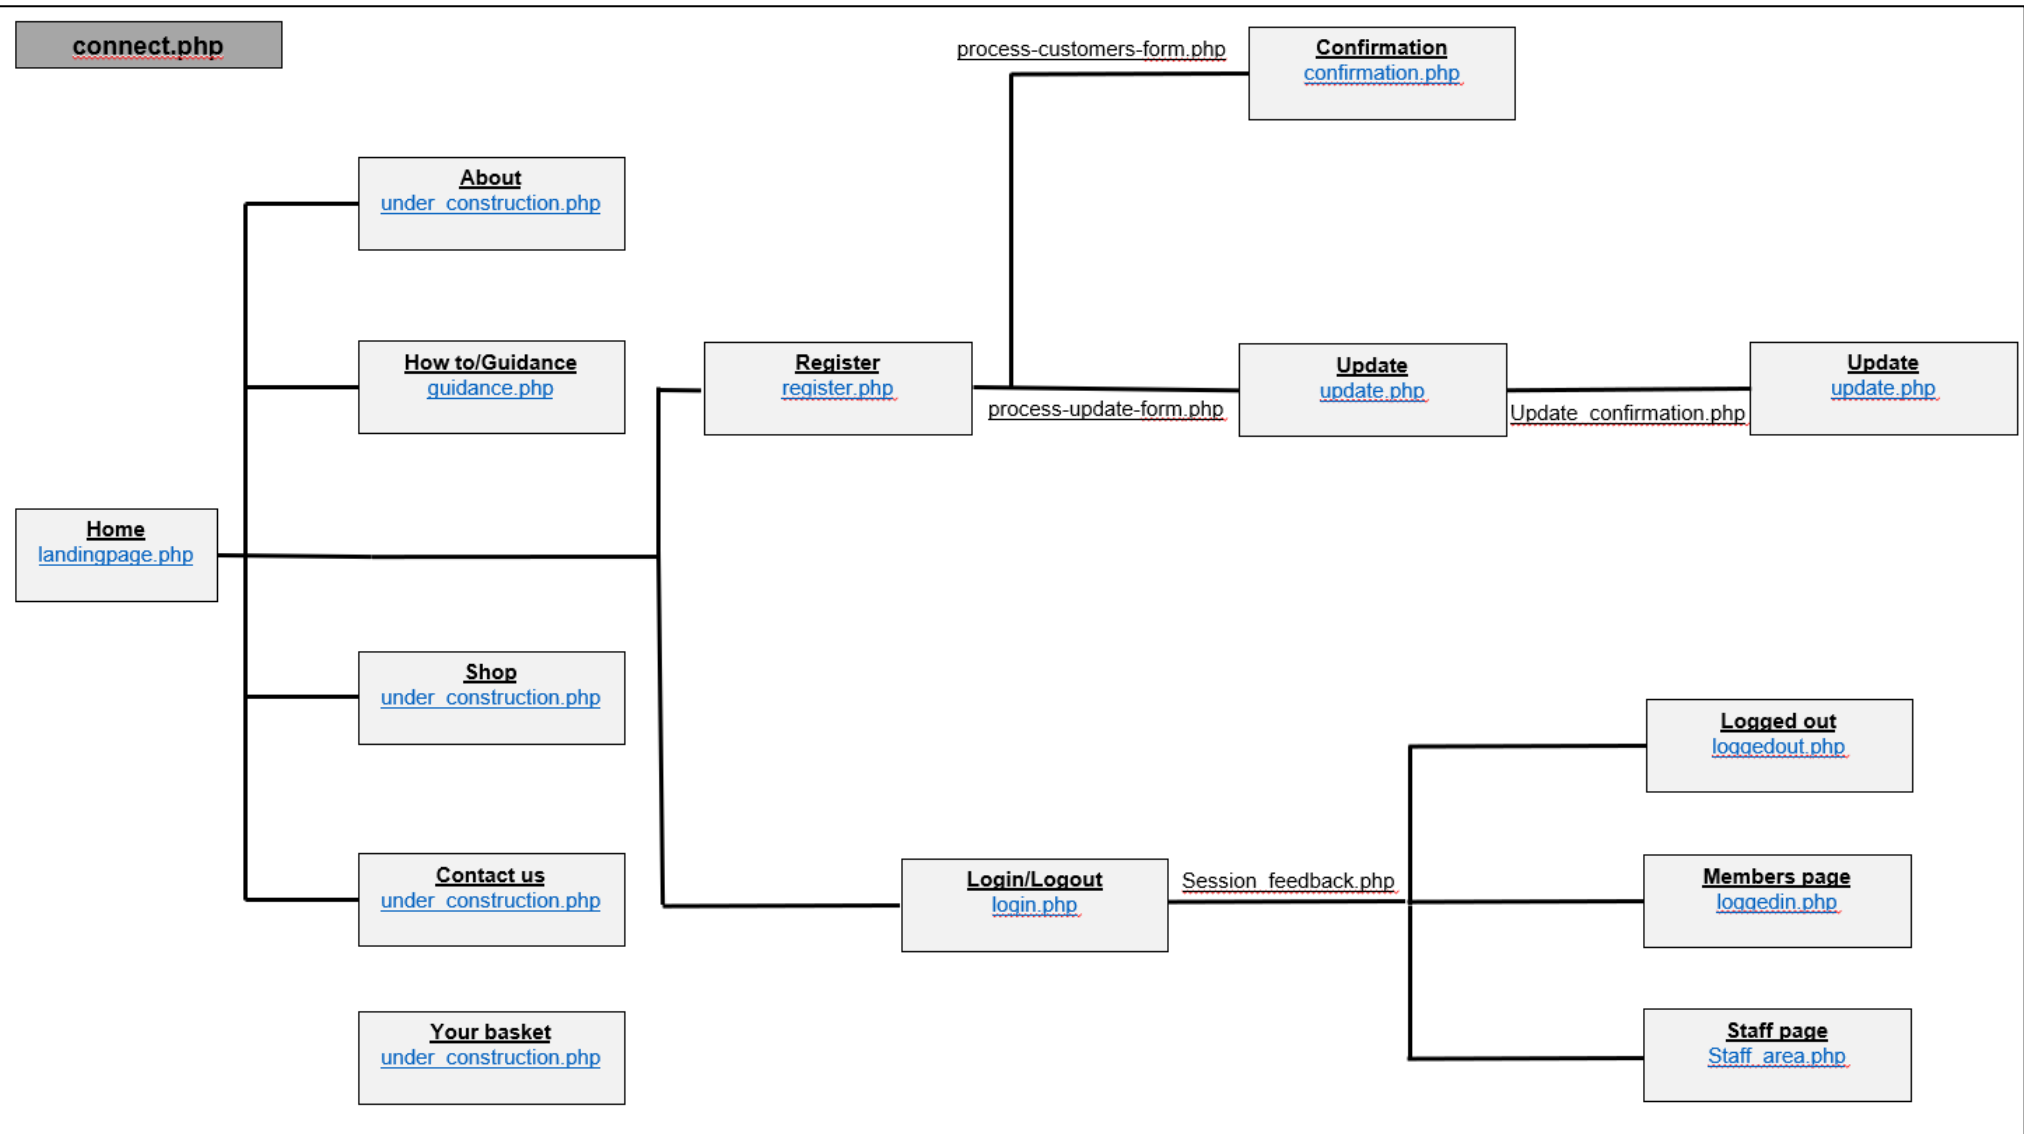 connect.php
process-customers-form.php
Confirmation
confirmation.php
About
under_construction.php
How to/Guidance
guidance.php
Register
register.php
process-update-form.php
Update
update.php
Update_confirmation.php
Update
update.php
Home
landingpage.php
Shop
under_construction.php
Logged out
loggedout.php
Contact us
under_construction.php
Login/Logout
login.php
Session_feedback.php
Members page
loggedin.php
Your basket
under_construction.php
Staff page
Staff_area.php